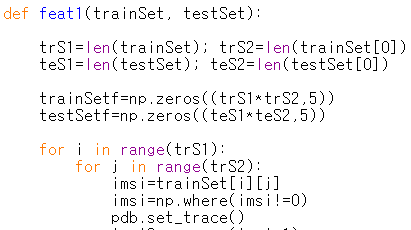 def feat1(trainSet, testSet):
trS1=len(trainSet); trS2=len(trainSet[0])
teS1=len(testSet); teS2=len(testSet[0])
trainSetf=np.zeros((trS1*trS2,5))
testSetf=np.zeros((teS1*teS2,5))
for i in range(trS1):
for j in range(trS2):
imsi=trainSet[i][j]
imsi=np.where(imsi!=0)
pdb.set_trace()